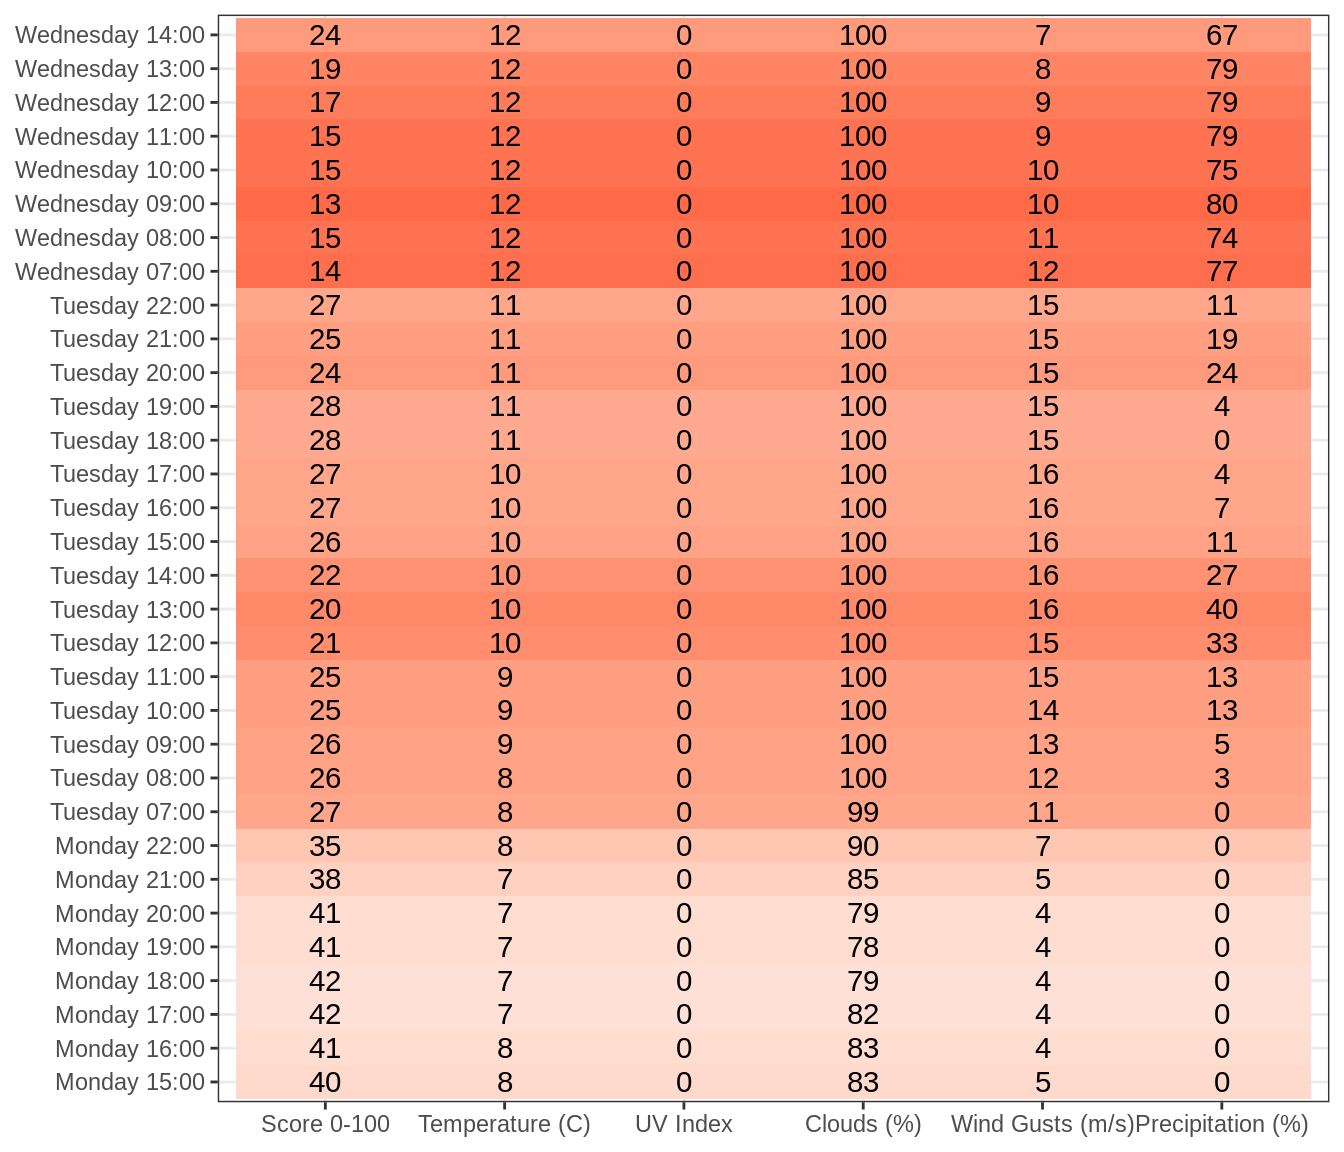 Wednesday 14:00 24 12 0 100 7 67
Wednesday 13:00 19 12 0 100 8 79
Wednesday 12:00 17 12 0 100 9 79
Wednesday 11:00 15 12 0 100 9 79
Wednesday 10:00 15 12 0 100 10 75
Wednesday 09:00 13 12 0 100 10 80
Wednesday 08:00 15 12 0 100 11 74
Wednesday 07:00 14 12 0 100 12 77
Tuesday 22:00 27 11 0 100 15 11
Tuesday 21:00 25 11 0 100 15 19
Tuesday 20:00 24 11 0 100 15 24
Tuesday 19:00 28 11 0 100 15 4
Tuesday 18:00 28 11 0 100 15 0
Tuesday 17:00 27 10 0 100 16 4
Tuesday 16:00 27 10 0 100 16 7
Tuesday 15:00 26 10 0 100 16 11
Tuesday 14:00 22 10 0 100 16 27
Tuesday 13:00 20 10 0 100 16 40
Tuesday 12:00 21 10 0 100 15 33
Tuesday 11:00 25 9 0 100 15 13
Tuesday 10:00 25 9 0 100 14 13
Tuesday 09:00 26 9 0 100 13 5
Tuesday 08:00 26 8 0 100 12 3
Tuesday 07:00 27 8 0 99 11 0
Monday 22:00 35 8 0 90 7 0
Monday 21:00 38 7 0 85 5 0
Monday 20:00 41 7 0 79 4 0
Monday 19:00 41 7 0 78 4 0
Monday 18:00 42 7 0 79 4 0
Monday 17:00 42 7 0 82 4 0
Monday 16:00 41 8 0 83 4 0
Monday 15:00 40 8 0 83 5 0
Score 0-100 Temperature (C) UV Index Clouds (%) Wind Gusts (m/s) Precipitation (%)